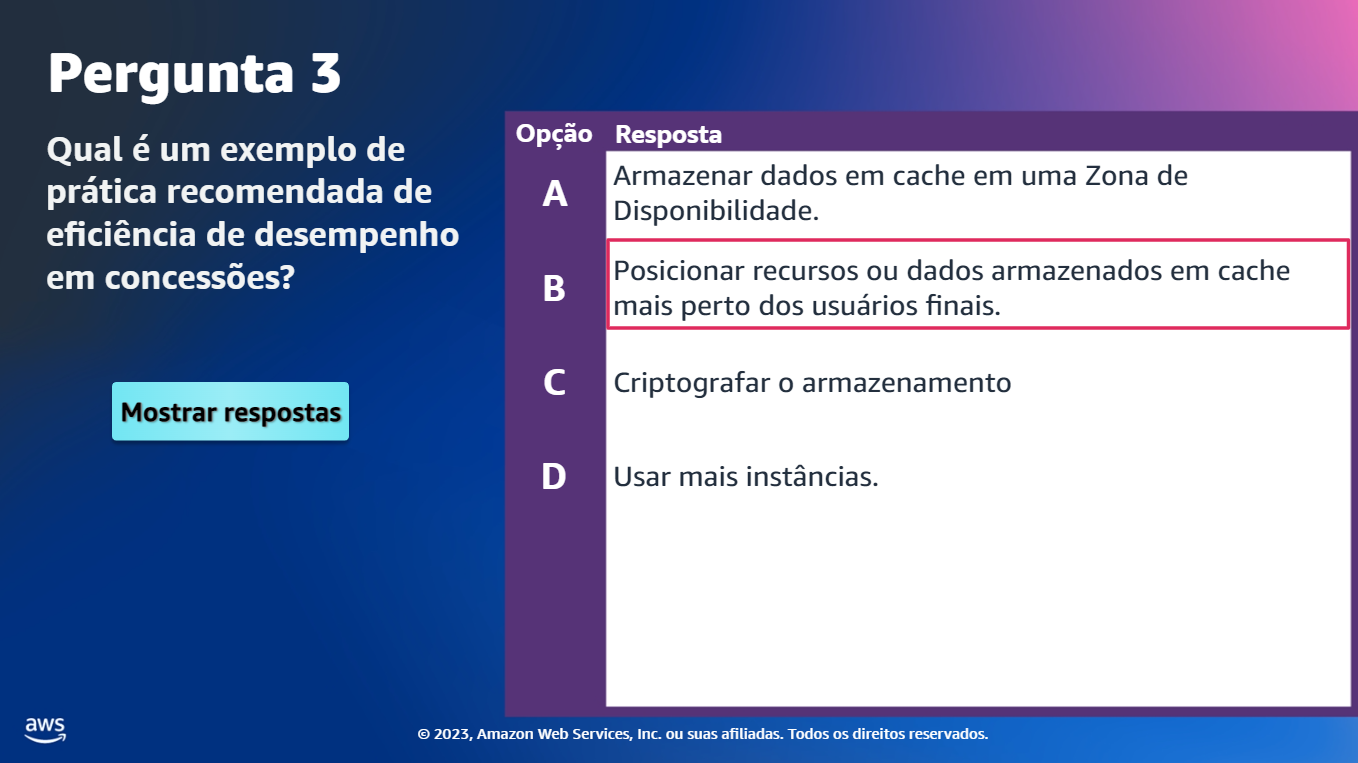 Pergunta 3
Qual é um exemplo de
prática recomendada de
eficiência de desempenho
em concessões?
Mostrar respostas
Opção Resposta
A
Armazenar dados em cache em uma Zona de
Disponibilidade.
B
Posicionar recursos ou dados armazenados em cache
mais perto dos usuários finais.
C
Criptografar o armazenamento
D
Usar mais instâncias.
aws
© 2023, Amazon Web Services, Inc. ou suas afiliadas. Todos os direitos reservados.